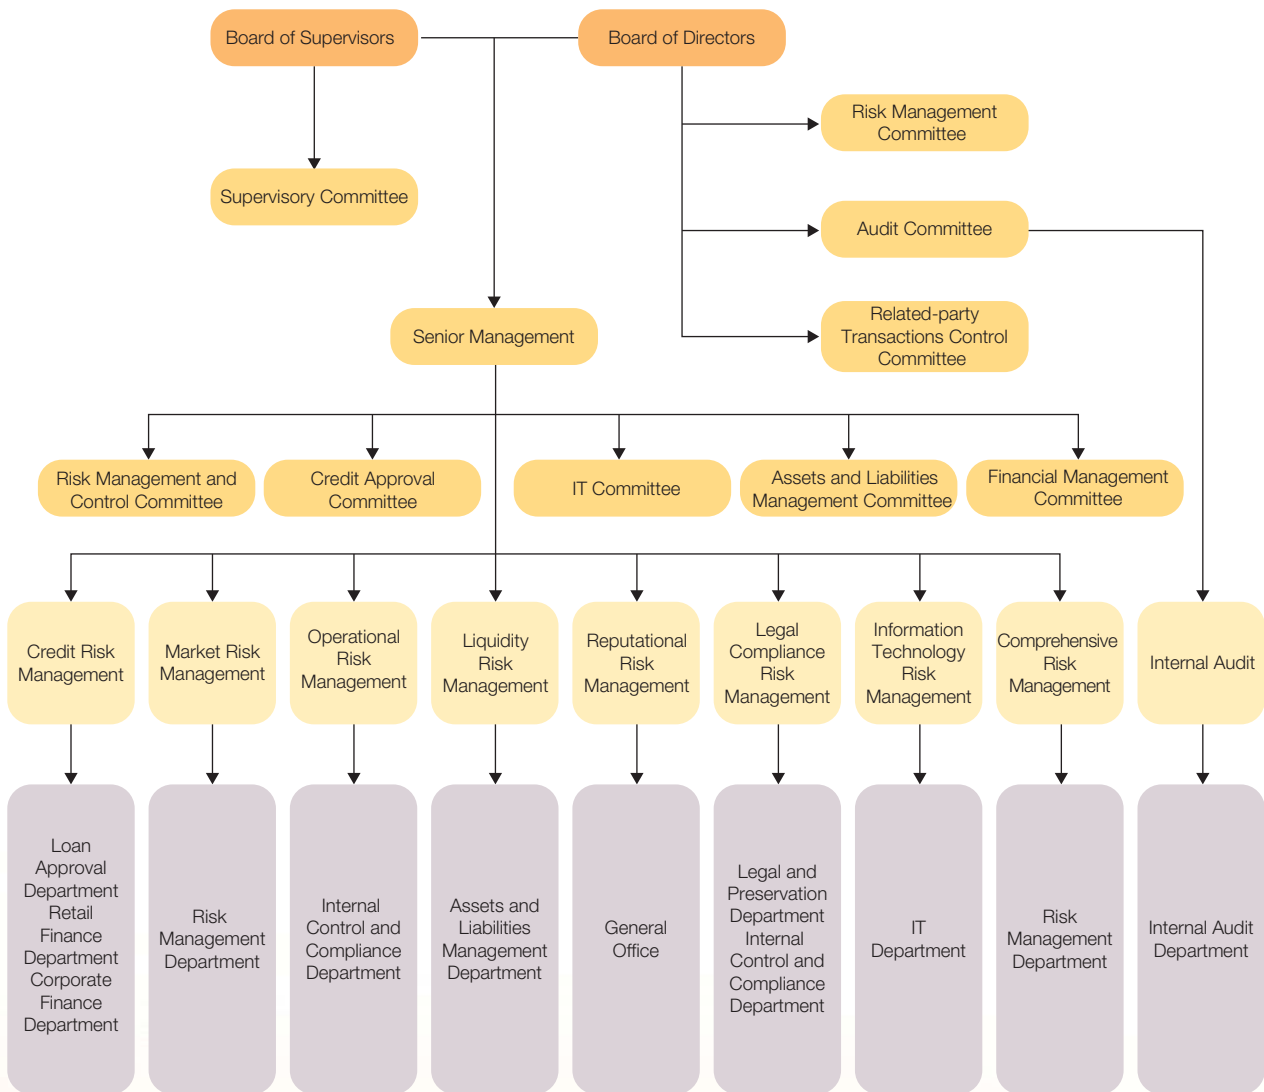 Board of Supervisors
Board of Directors
Risk Management
Committee
Supervisory Committee
Audit Committee
Senior Management
Related-party
Transactions Control
Committee
Risk Management and
Control Committee
Credit Approval
Committee
IT Committee
Assets and Liabilities
Management Committee
Financial Management
Committee
Credit Risk
Management
Market Risk
Management
Operational
Risk
Management
Liquidity
Risk
Management
Reputational
Risk
Management
Legal
Compliance
Risk
Management
Information
Technology
Risk
Management
Comprehensive
Risk
Management
Internal Audit
Loan
Approval
Department
Retail
Finance
Department
Corporate
Finance
Department
Risk
Management
Department
Internal
Control and
Compliance
Department
Assets and
Liabilities
Management
Department
General
Office
Legal and
Preservation
Department
Internal
Control and
Compliance
Department
IT
Department
Risk
Management
Department
Internal Audit
Department